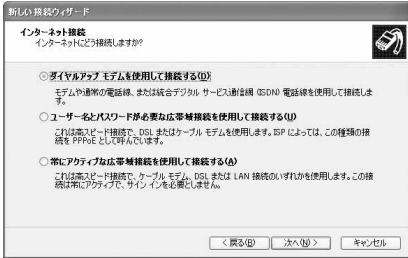 新しい接続ウィザード
インターネット接続
インターネットにどう接続しますか?
ダイヤルアップ モデムを使用して接続する(D)
モデムや通常の電話線、または統合デジタル サービス通信網 (ISDN) 電話線を使用して接続しま
す。
ユーザー名とパスワードが必要な広帯域接続を使用して接続する(U)
これは高スピード接続で、DSL またはケーブル モデムを使用します。ISP によっては、この種類の接
続を PPPoE として呼んでいます。
常にアクティブな広帯域接続を使用して接続する(A)
これは高スピード接続で、ケーブル モデム、DSL または LAN 接続のいずれかを使用します。この接
続は常にアクティブで、サイン インを必要としません。
< 戻る(B)
次へ(N) >
キャンセル